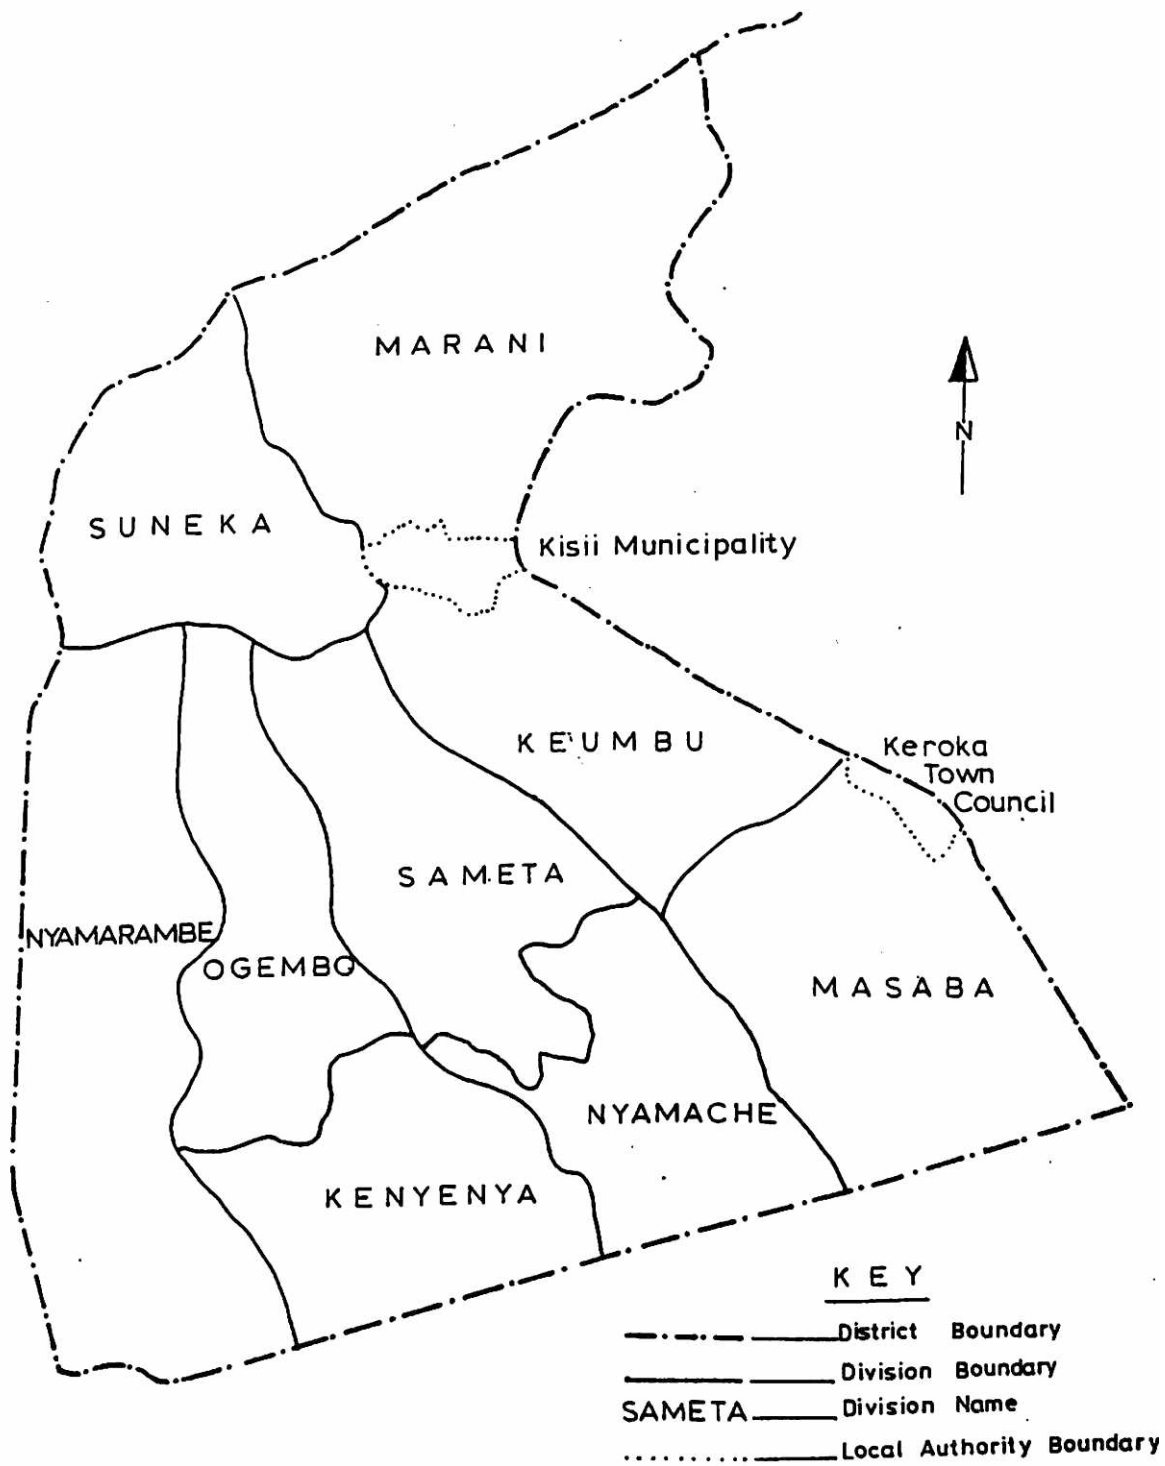 MARANI
N
SUNEKA
Kisii Municipality
KEUMBU
Keroka
Town
Council
SAMETA
NYAMARAMBE
OGEMBO
MASABA
NYAMACHE
KENYENYA
KEY
District Boundary
Division Boundary
SAMETA Division Name
Local Authority Boundary